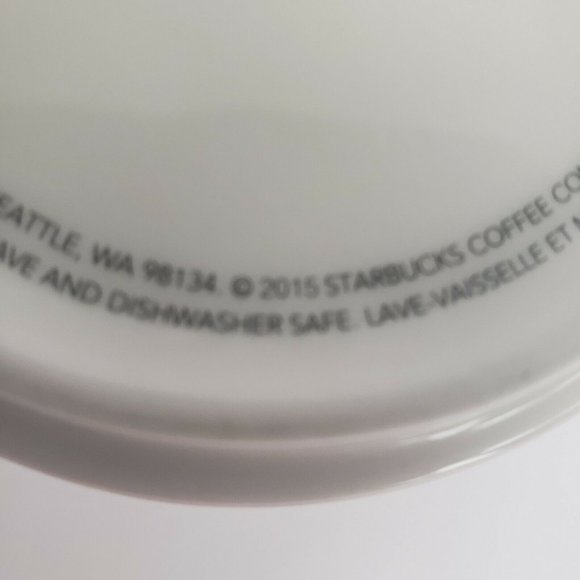 EATTLE, WA 98134. © 2015 STARBUCKS COFFEE CO
AVE AND DISHWASHER SAFE. LAVE-VAISSELLE ET